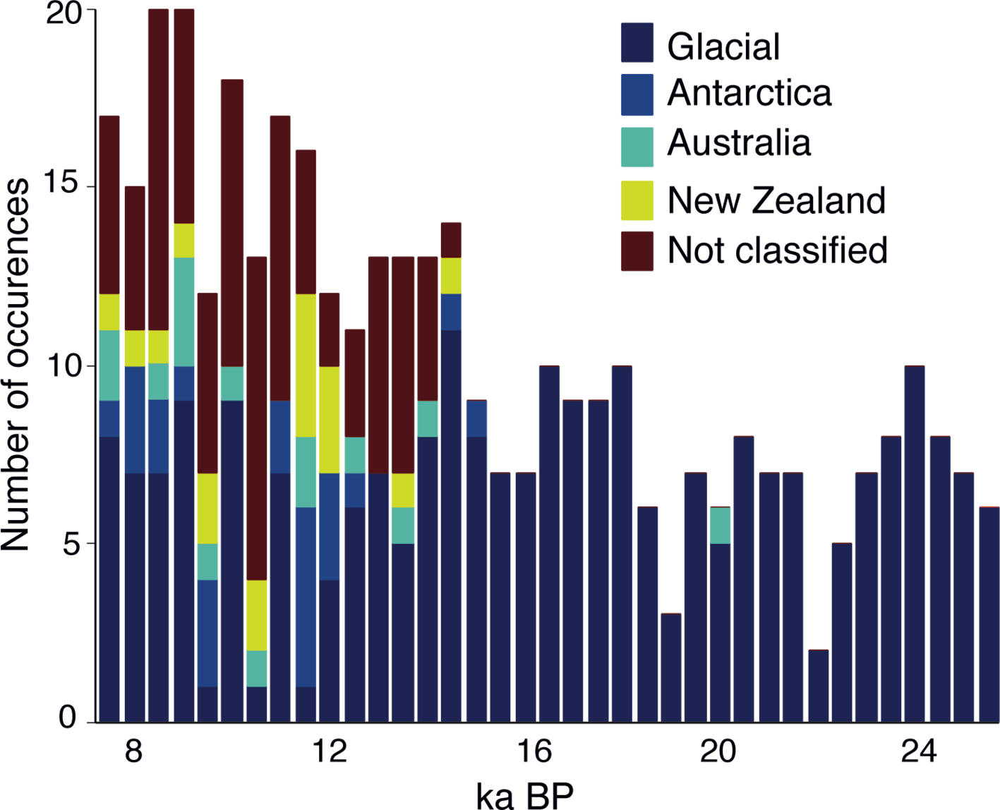 Number of occurences
20
15
10
5
0
Glacial
Antarctica
Australia
New Zealand
Not classified
8 12 16 20 24
ka BP